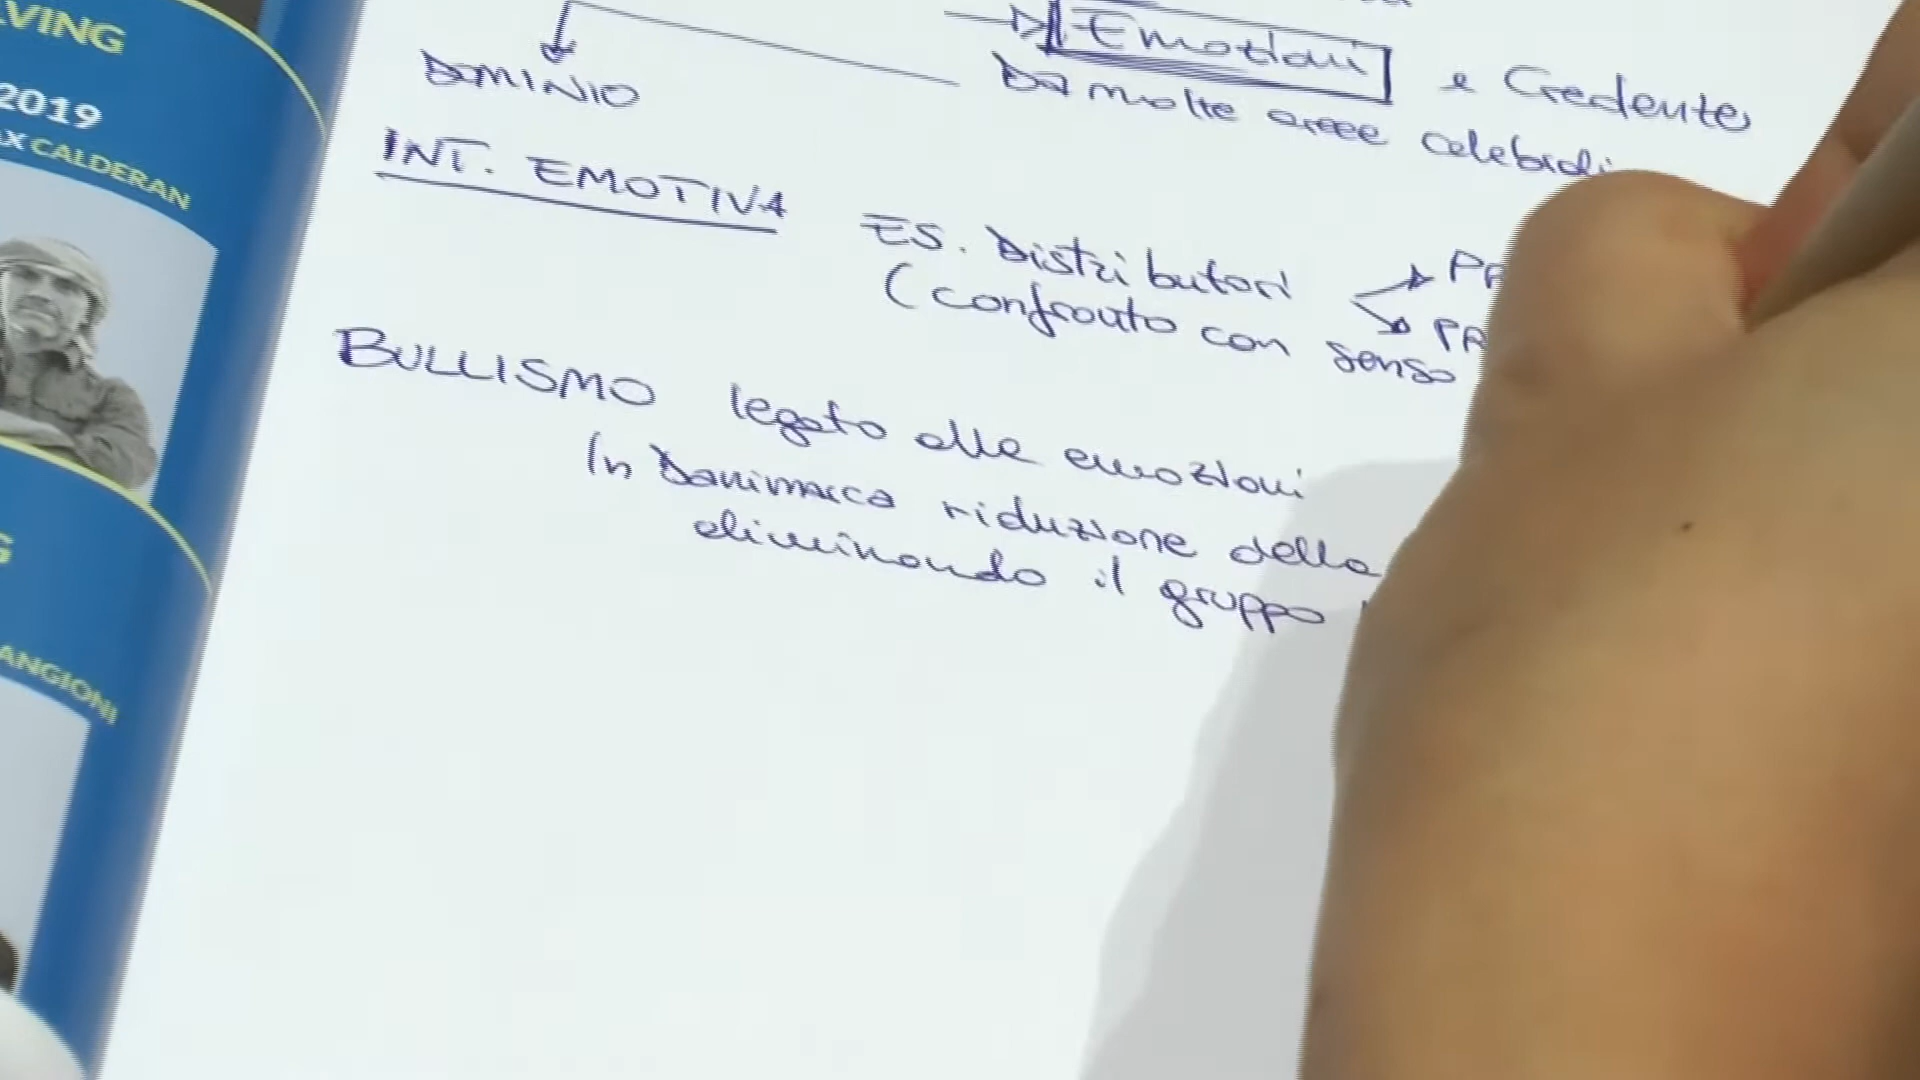 VING
2019
AX CALDERAN
G
ANGIONI
Emozioni e Credente
DOMINIO
Da molte aree celebrali
INT. EMOTIVA
ES. Distributori
(confronto con senso
BULLISMO legato alle emozioni
In Danimarca riduzione della
eliminando il gruppo